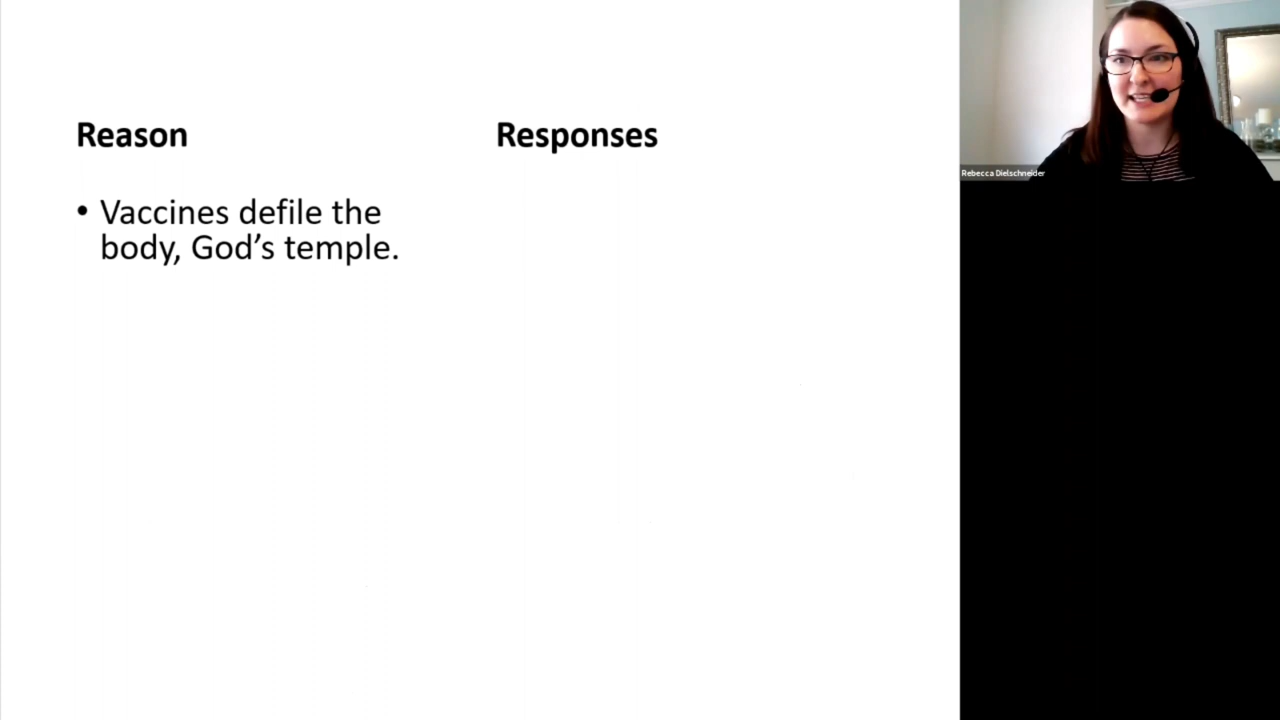 Reason
Responses
• Vaccines defile the
body, God’s temple.
Rebecca Dielschneider